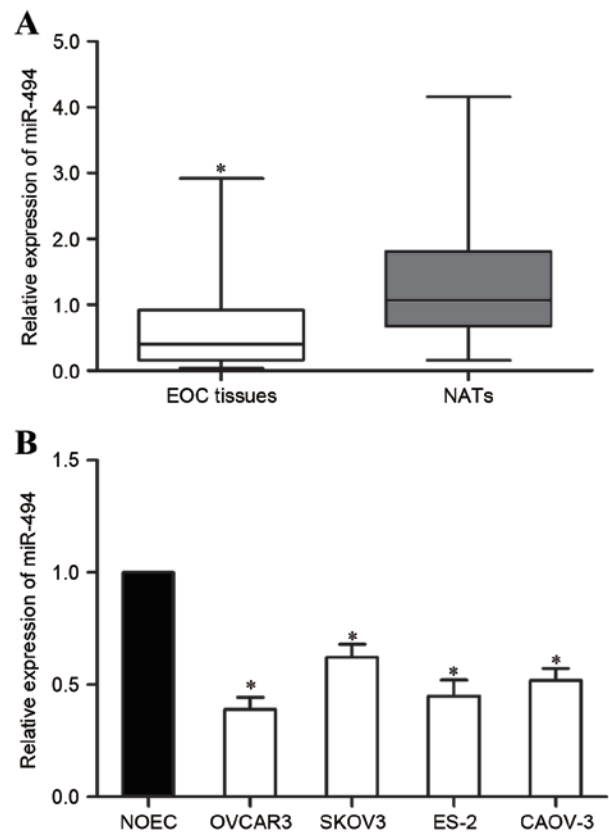 A
Relative expression of miR-494
5.0
4.0
3.0
2.0
1.0
0.0
*
EOC tissues
NATs
B
Relative expression of miR-494
1.5
1.0
0.5
0.0
*
*
*
*
NOEC
OVCAR3
SKOV3
ES-2
CAOV-3